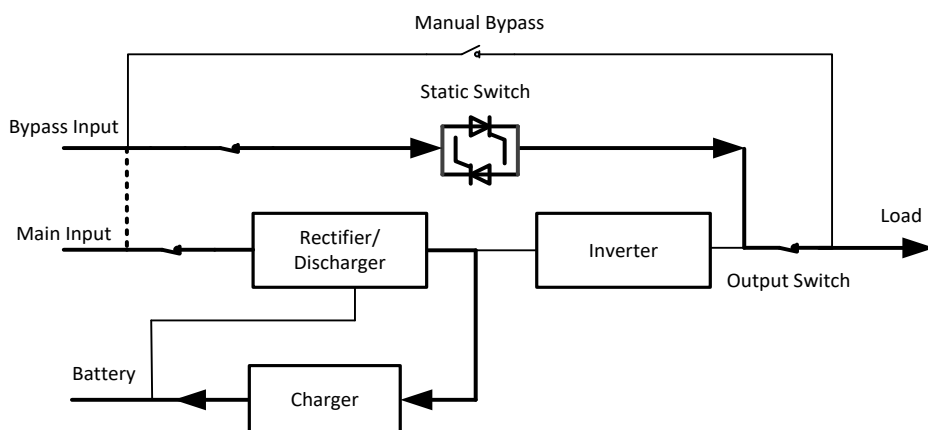 Manual Bypass
Static Switch
Bypass Input
Main Input
Rectifier/
Discharger
Inverter
Load
Output Switch
Battery
Charger